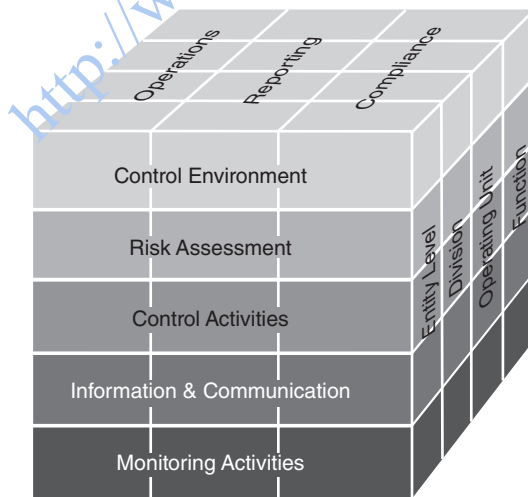 Operations
Reporting
Compliance
Control Environment
Risk Assessment
Control Activities
Information & Communication
Monitoring Activities
Entity Level
Division
Operating Unit
Function
http://w